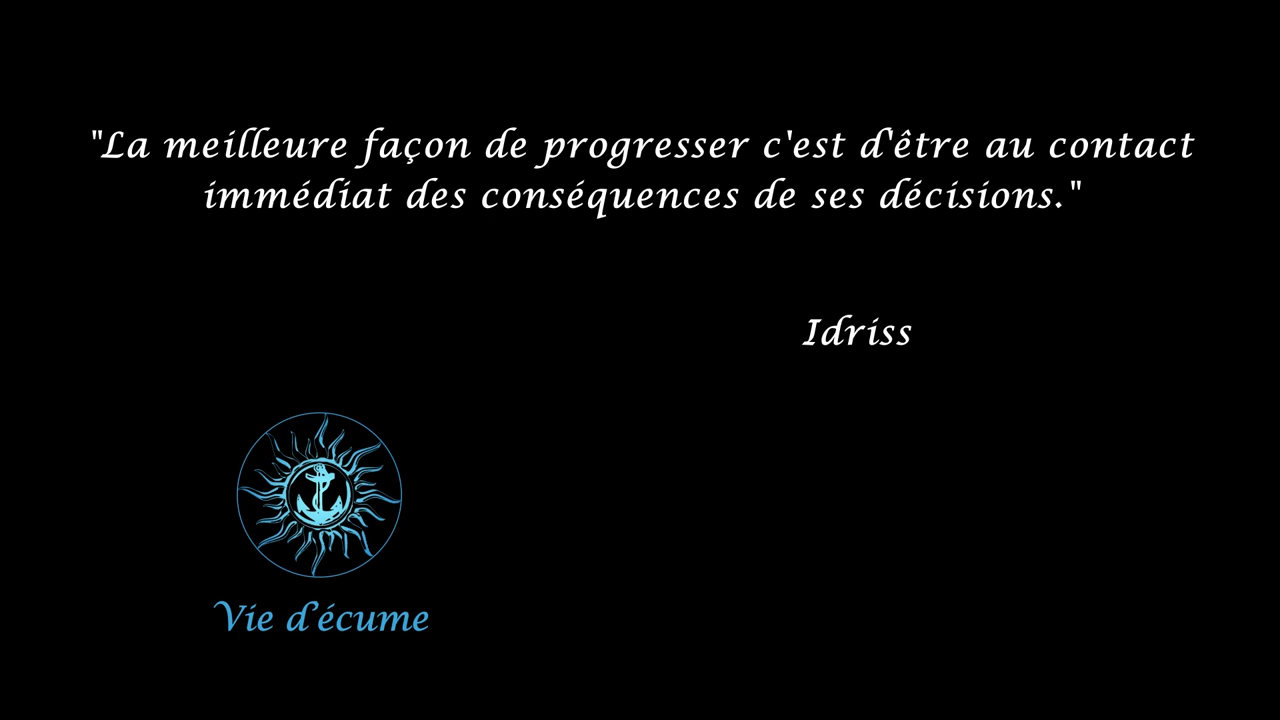 "La meilleure façon de progresser c'est d'être au contact
immédiat des conséquences de ses décisions."
Idriss
Vie d’écume